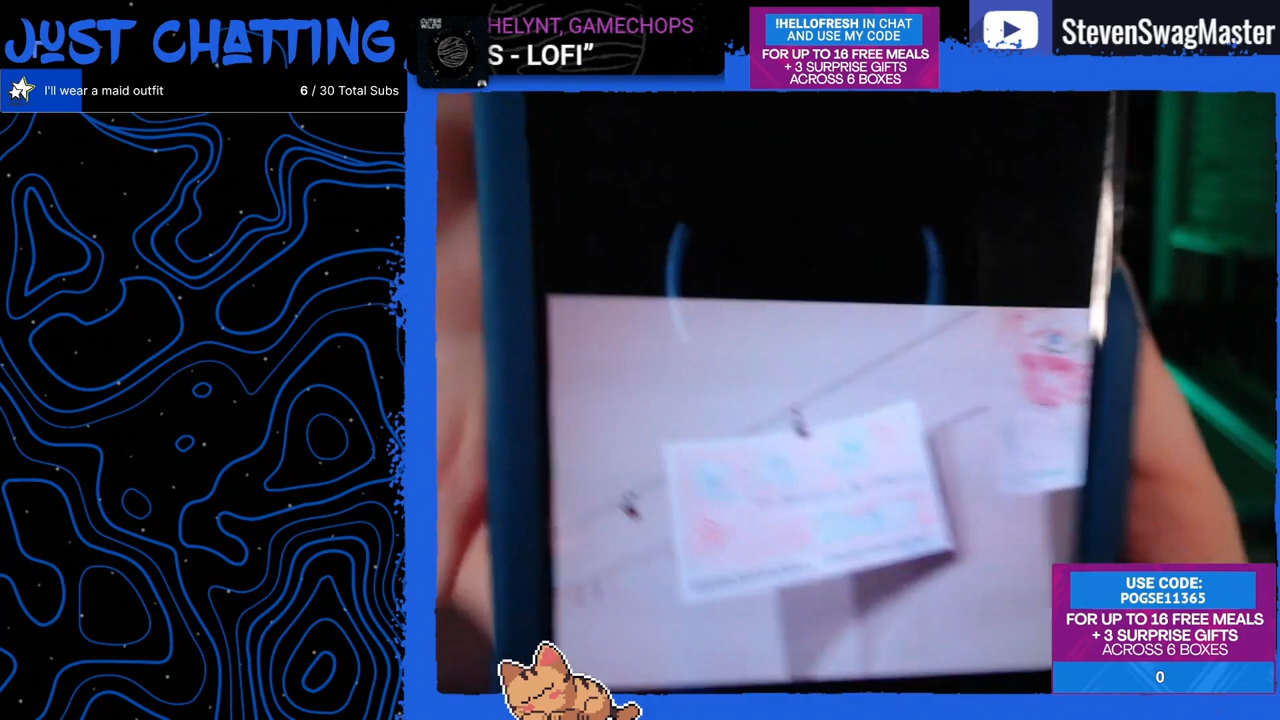 JUST CHATTING
I'll wear a maid outfit
6 / 30 Total Subs
OUTER
WILDS
HELYNT, GAMECHOPS
S - LOFI”
!HELLOFRESH IN CHAT
AND USE MY CODE
FOR UP TO 16 FREE MEALS
+ 3 SURPRISE GIFTS
ACROSS 6 BOXES
StevenSwagMaster
USE CODE:
POGSE11365
FOR UP TO 16 FREE MEALS
+ 3 SURPRISE GIFTS
ACROSS 6 BOXES
0